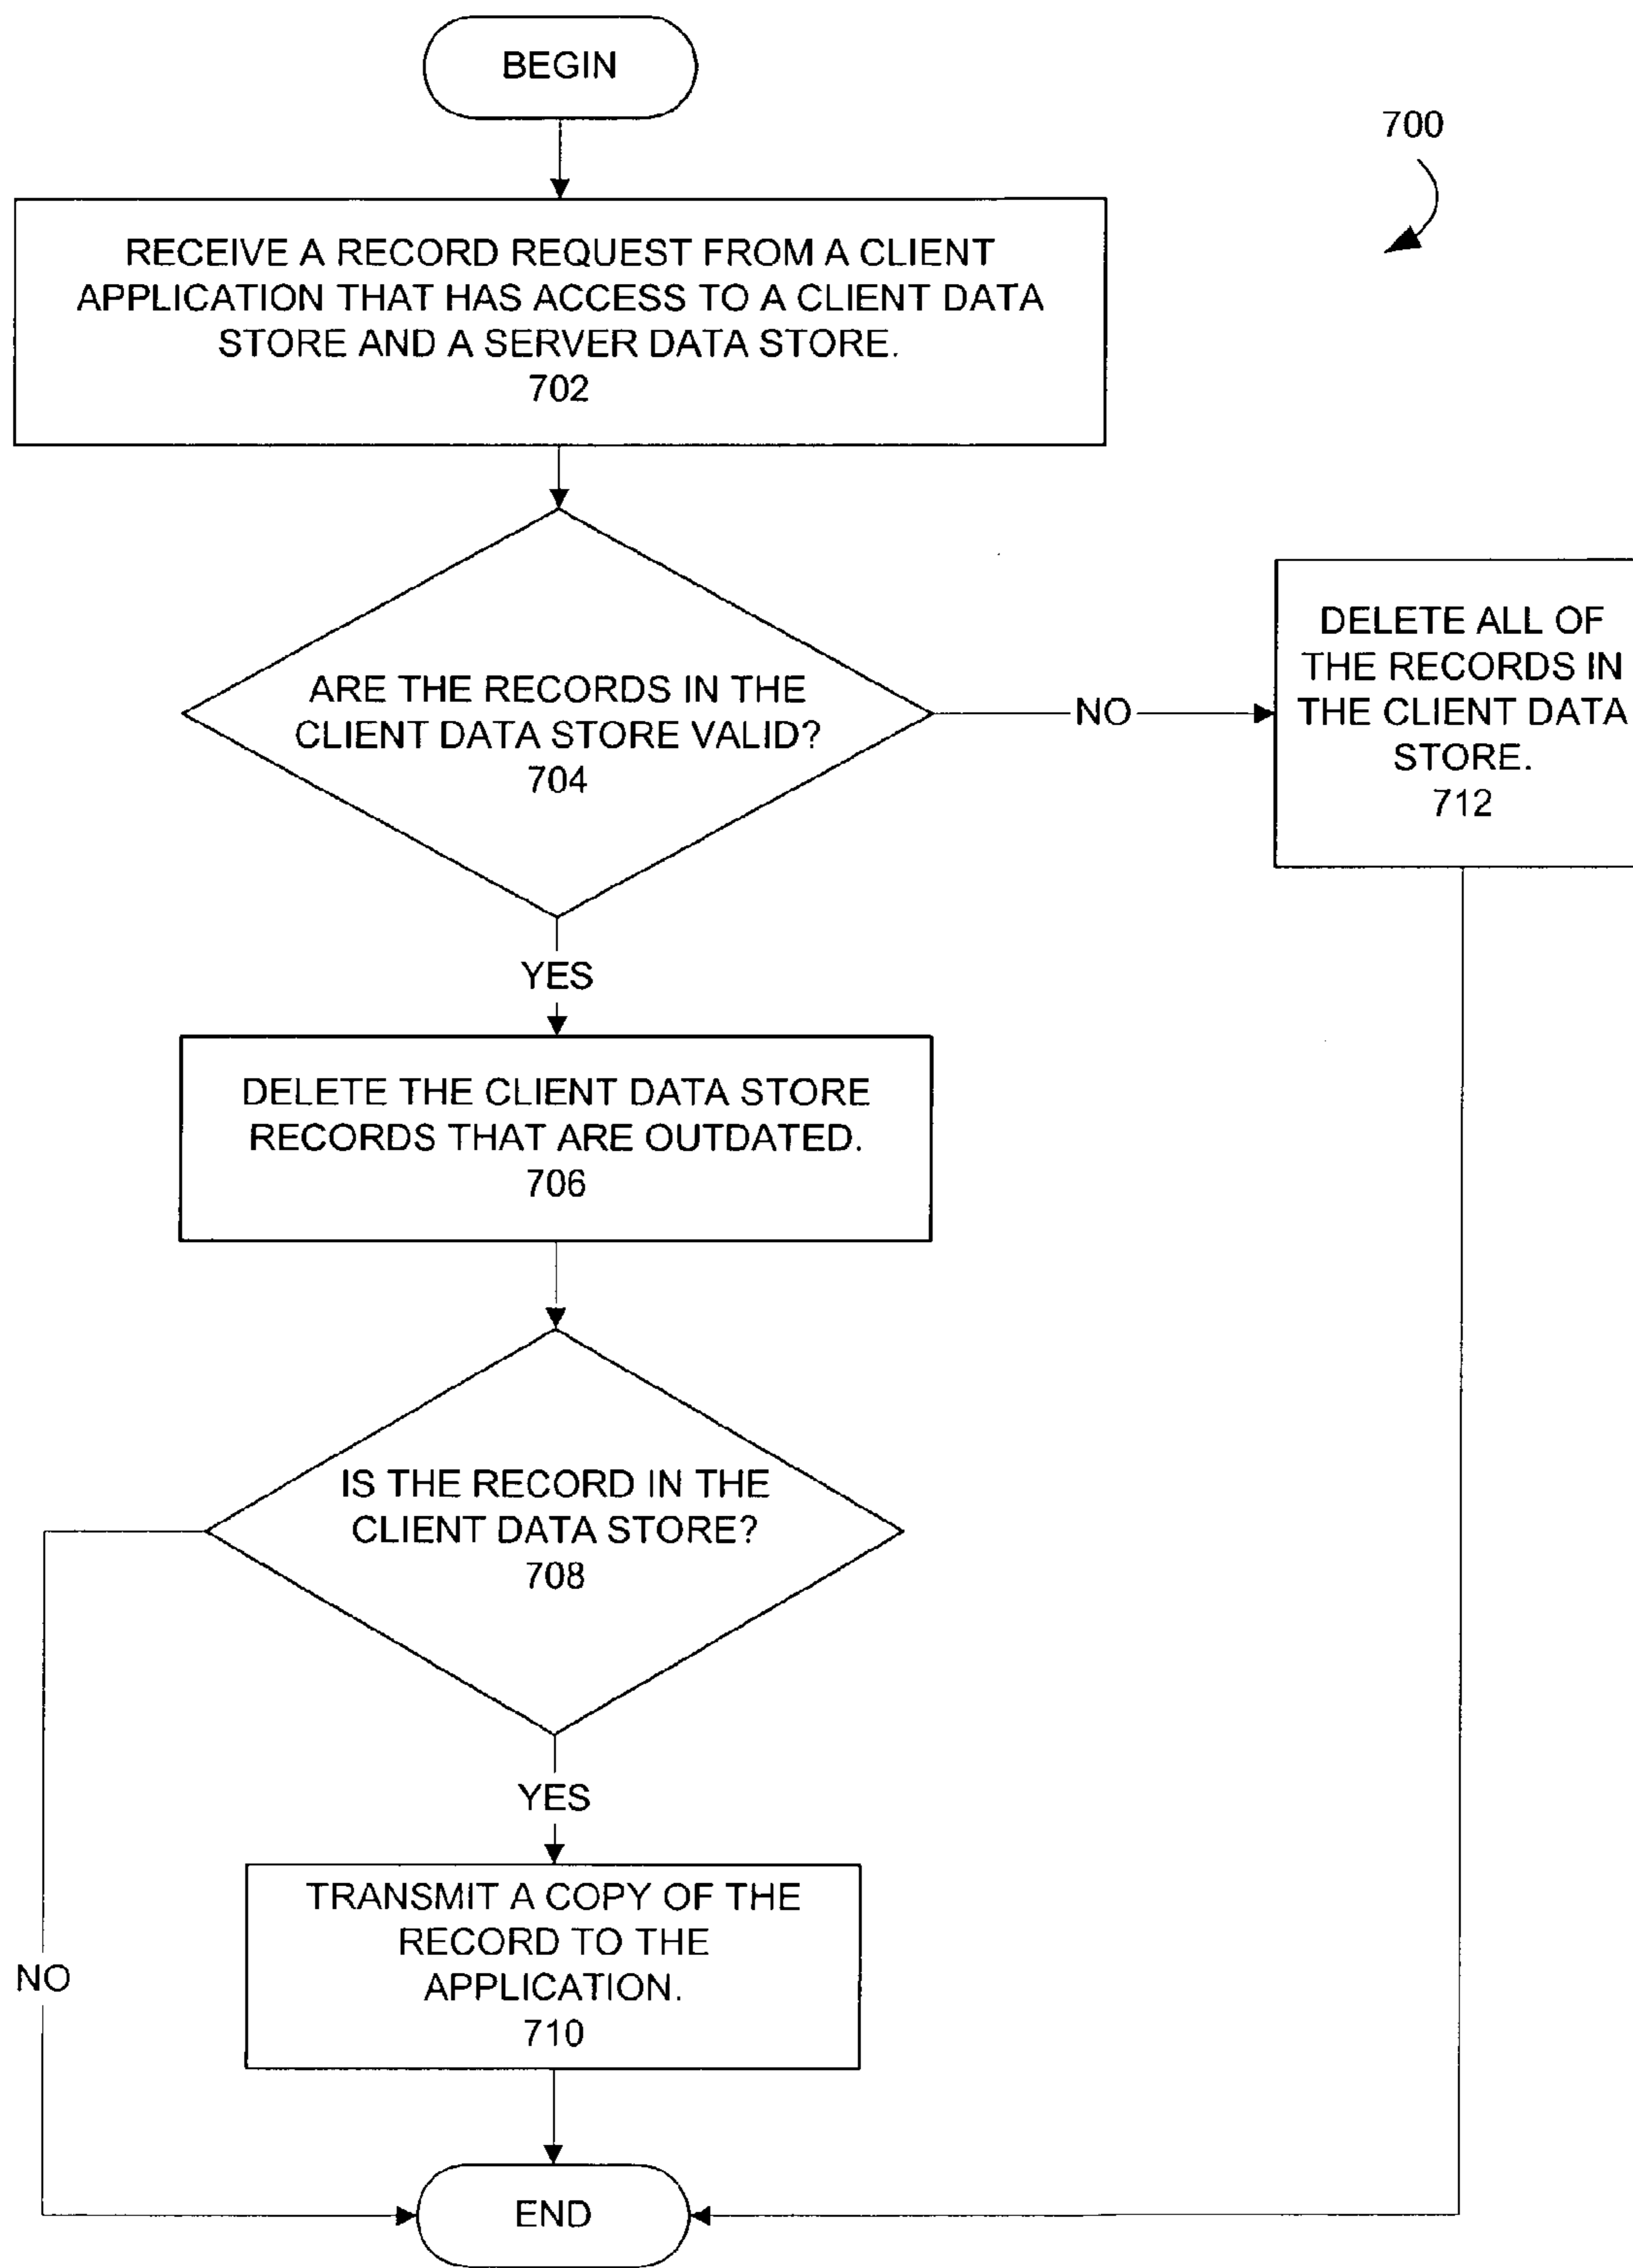 BEGIN
700
RECEIVE A RECORD REQUEST FROM A CLIENT
APPLICATION THAT HAS ACCESS TO A CLIENT DATA
STORE AND A SERVER DATA STORE.
702
ARE THE RECORDS IN THE
CLIENT DATA STORE VALID?
704
NO
DELETE ALL OF
THE RECORDS IN
THE CLIENT DATA
STORE.
712
YES
DELETE THE CLIENT DATA STORE
RECORDS THAT ARE OUTDATED.
706
IS THE RECORD IN THE
CLIENT DATA STORE?
708
YES
TRANSMIT A COPY OF THE
RECORD TO THE
APPLICATION.
710
NO
END